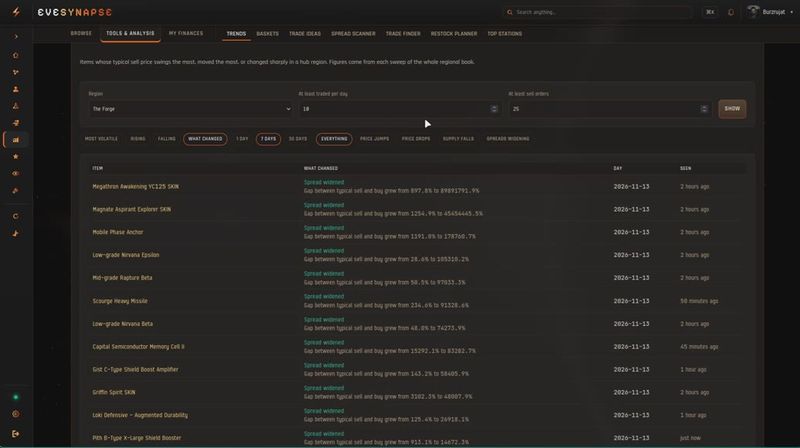 EVESYNAPSE
Search anything...
⌘K
Burzrujat
BROWSE
TOOLS & ANALYSIS
MY FINANCES
TRENDS
BASKETS
TRADE IDEAS
SPREAD SCANNER
TRADE FINDER
RESTOCK PLANNER
TOP STATIONS
Items whose typical sell price swings the most, moved the most, or changed sharply in a hub region. Figures come from each sweep of the whole regional book.
Region
At least traded per day
At least sell orders
The Forge
10
25
SHOW
MOST VOLATILE
RISING
FALLING
WHAT CHANGED
1 DAY
7 DAYS
30 DAYS
EVERYTHING
PRICE JUMPS
PRICE DROPS
SUPPLY FALLS
SPREADS WIDENING
ITEM
WHAT CHANGED
DAY
SEEN
Megathron Awakening YC125 SKIN
Spread widened
Gap between typical sell and buy grew from 897.8% to 89891791.9%
2026-11-13
2 hours ago
Magnate Aspirant Explorer SKIN
Spread widened
Gap between typical sell and buy grew from 1254.9% to 45454445.5%
2026-11-13
2 hours ago
Mobile Phase Anchor
Spread widened
Gap between typical sell and buy grew from 1191.0% to 178760.7%
2026-11-13
2 hours ago
Low-grade Nirvana Epsilon
Spread widened
Gap between typical sell and buy grew from 28.6% to 105310.2%
2026-11-13
2 hours ago
Mid-grade Rapture Beta
Spread widened
Gap between typical sell and buy grew from 50.5% to 97033.3%
2026-11-13
2 hours ago
Scourge Heavy Missile
Spread widened
Gap between typical sell and buy grew from 234.6% to 91328.6%
2026-11-13
50 minutes ago
Low-grade Nirvana Beta
Spread widened
Gap between typical sell and buy grew from 48.0% to 74273.9%
2026-11-13
2 hours ago
Capital Semiconductor Memory Cell II
Spread widened
Gap between typical sell and buy grew from 15292.1% to 83282.7%
2026-11-13
45 minutes ago
Gist C-Type Shield Boost Amplifier
Spread widened
Gap between typical sell and buy grew from 143.2% to 58405.9%
2026-11-13
1 hour ago
Griffin Spirit SKIN
Spread widened
Gap between typical sell and buy grew from 3102.3% to 48007.9%
2026-11-13
2 hours ago
Loki Defensive - Augmented Durability
Spread widened
Gap between typical sell and buy grew from 125.4% to 26918.1%
2026-11-13
1 hour ago
Pith B-Type X-Large Shield Booster
Spread widened
Gap between typical sell and buy grew from 913.1% to 14672.3%
2026-11-13
just now